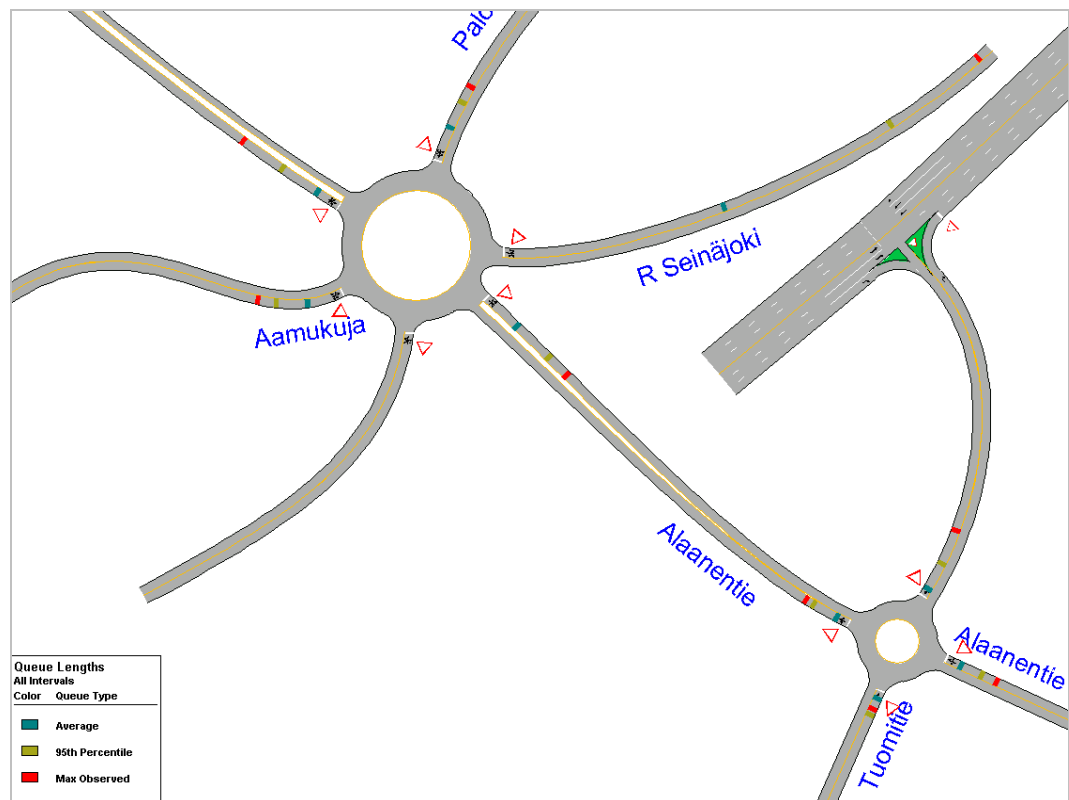 Palo
R Seinäjoki
Aamukuja
Alaanentie
Alaanentie
Tuomitie
Queue Lengths
All Intervals
Color Queue Type
Average
95th Percentile
Max Observed